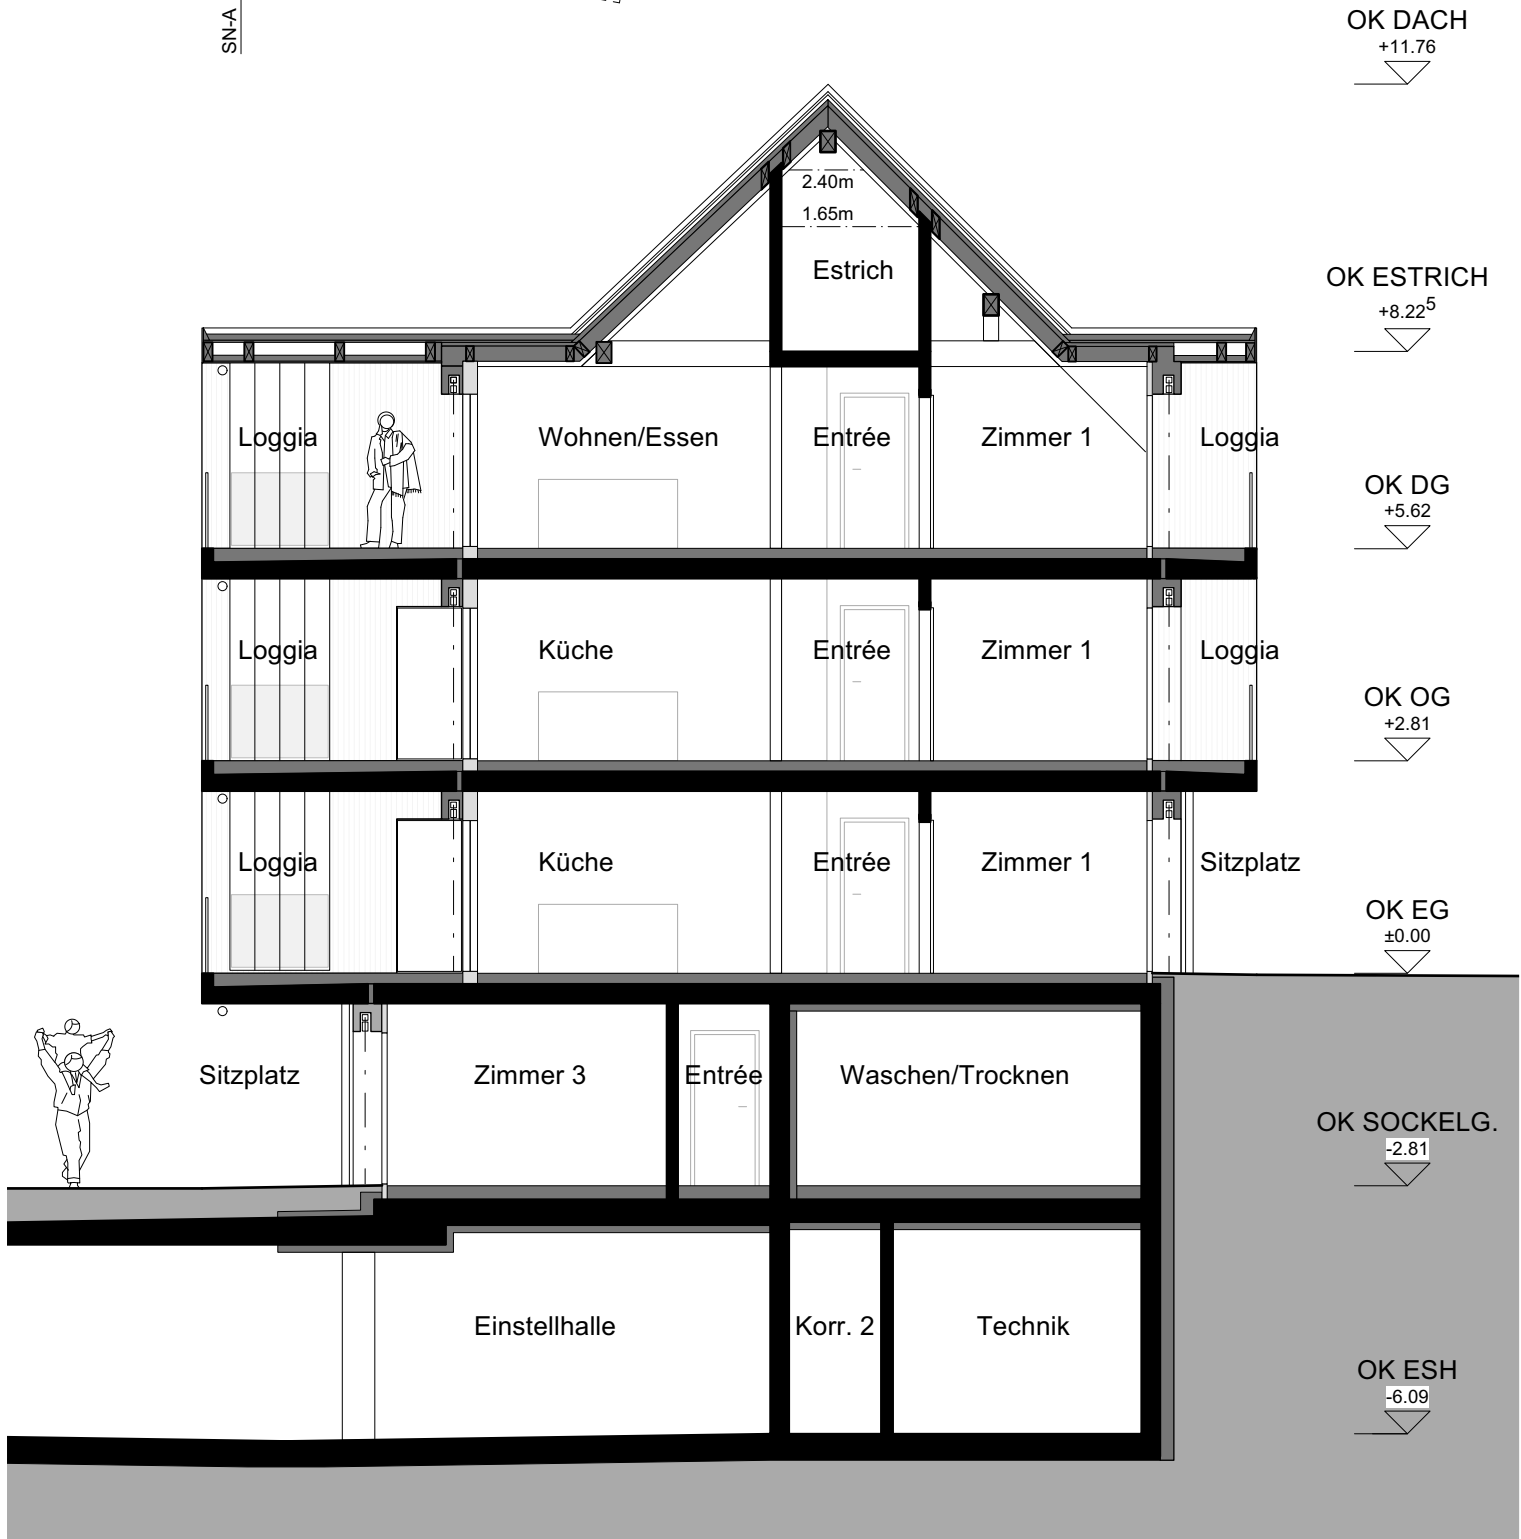 SN-A
OK DACH
+11.76
2.40m
1.65m
Estrich
OK ESTRICH
+8.22⁵
Loggia
Wohnen/Essen
Entrée
Zimmer 1
Loggia
OK DG
+5.62
Loggia
Küche
Entrée
Zimmer 1
Loggia
OK OG
+2.81
Loggia
Küche
Entrée
Zimmer 1
Sitzplatz
OK EG
±0.00
Sitzplatz
Zimmer 3
Entrée
Waschen/Trocknen
OK SOCKELG.
-2.81
Einstellhalle
Korr. 2
Technik
OK ESH
-6.09